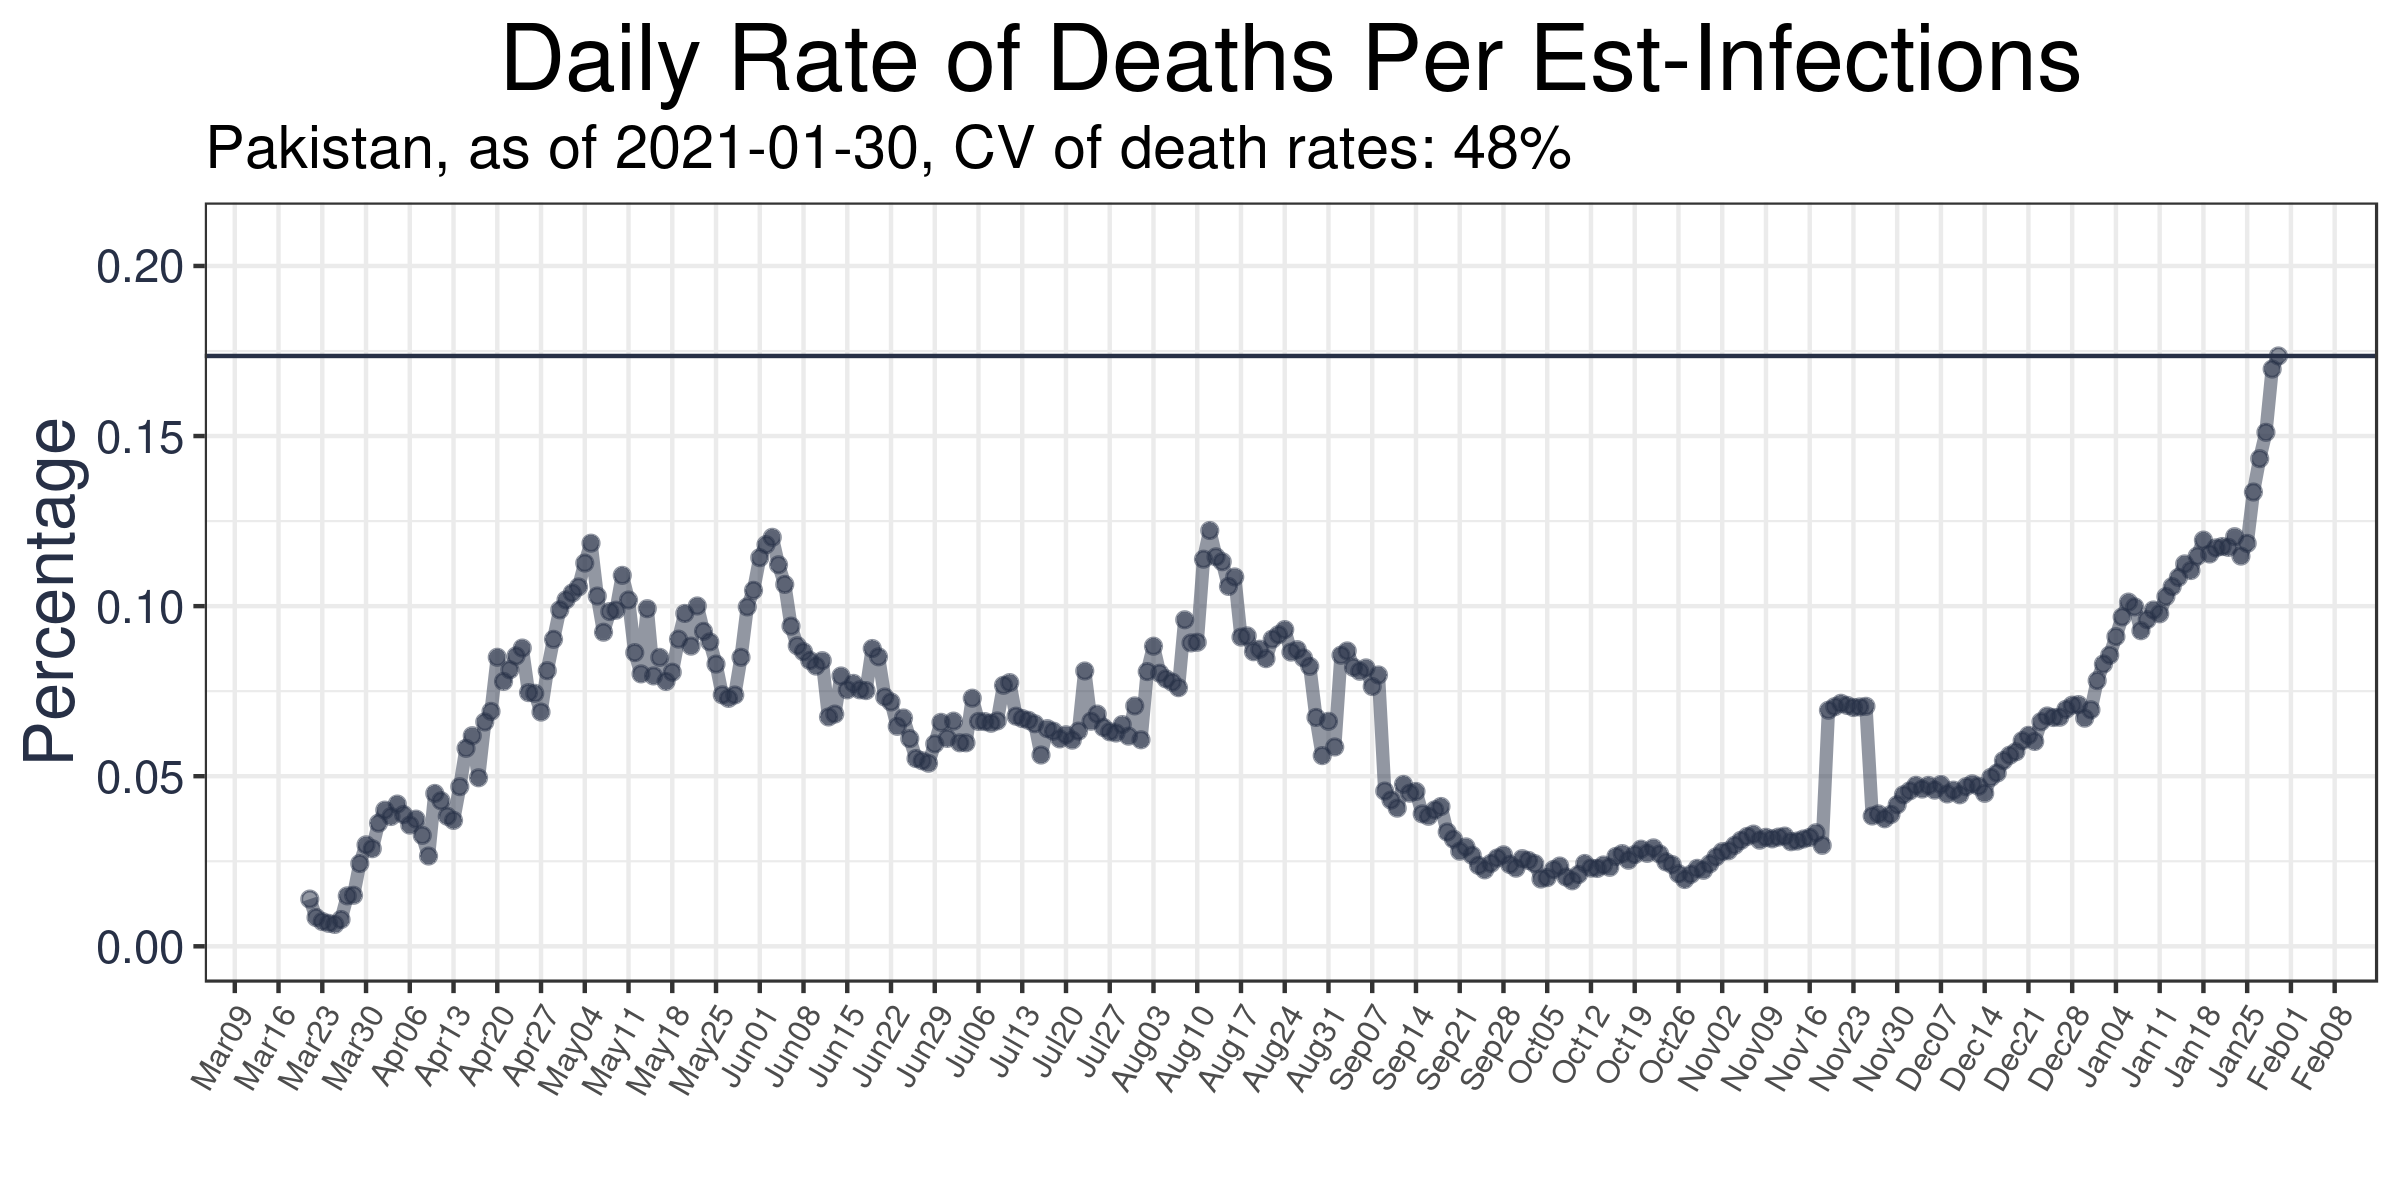 Daily Rate of Deaths Per Est-Infections
Pakistan, as of 2021-01-30, CV of death rates: 48%
Percentage
0.20
0.15
0.10
0.05
0.00
Mar09
Mar16
Mar23
Mar30
Apr06
Apr13
Apr20
Apr27
May04
May11
May18
May25
Jun01
Jun08
Jun15
Jun22
Jun29
Jul06
Jul13
Jul20
Jul27
Aug03
Aug10
Aug17
Aug24
Aug31
Sep07
Sep14
Sep21
Sep28
Oct05
Oct12
Oct19
Oct26
Nov02
Nov09
Nov16
Nov23
Nov30
Dec07
Dec14
Dec21
Dec28
Jan04
Jan11
Jan18
Jan25
Feb01
Feb08